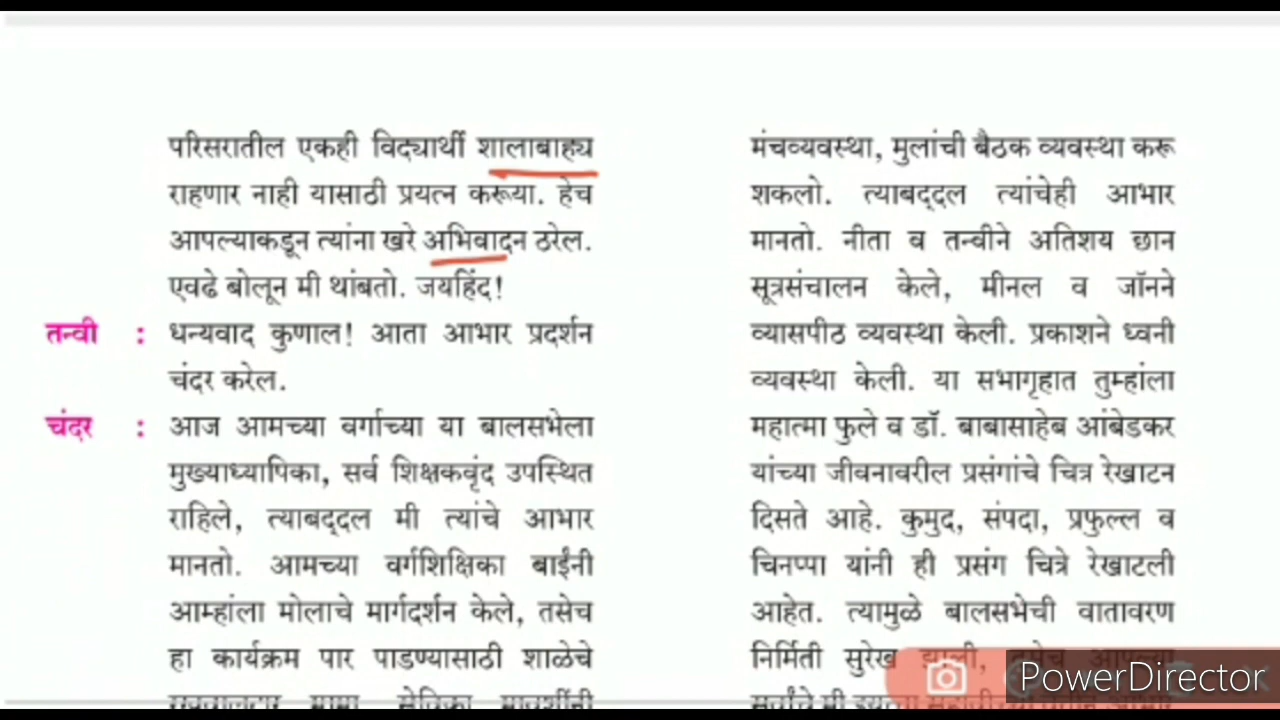 परिसरातील एकही विद्यार्थी शालाबाह्य
राहणार नाही यासाठी प्रयत्न करूया. हेच
आपल्याकडून त्यांना खरे अभिवादन ठरेल.
एवढे बोलून मी थांबतो. जयहिंद!
तन्वी : धन्यवाद कुणाल! आता आभार प्रदर्शन
चंदर करेल.
चंदर : आज आमच्या वर्गाच्या या बालसभेला
मुख्याध्यापिका, सर्व शिक्षकवृंद उपस्थित
राहिले, त्याबद्दल मी त्यांचे आभार
मानतो. आमच्या वर्गशिक्षिका बाईंनी
आम्हांला मोलाचे मार्गदर्शन केले, तसेच
हा कार्यक्रम पार पाडण्यासाठी शाळेचे
मंचव्यवस्था, मुलांची बैठक व्यवस्था करू
शकलो. त्याबद्दल त्यांचेही आभार
मानतो. नीता व तन्वीने अतिशय छान
सूत्रसंचालन केले, मीनल व जॉनने
व्यासपीठ व्यवस्था केली. प्रकाशने ध्वनी
व्यवस्था केली. या सभागृहात तुम्हांला
महात्मा फुले व डॉ. बाबासाहेब आंबेडकर
यांच्या जीवनावरील प्रसंगांचे चित्र रेखाटन
दिसते आहे. कुमुद, संपदा, प्रफुल्ल व
चिनप्पा यांनी ही प्रसंग चित्रे रेखाटली
आहेत. त्यामुळे बालसभेची वातावरण
निर्मिती सुरेख झाली,
PowerDirector